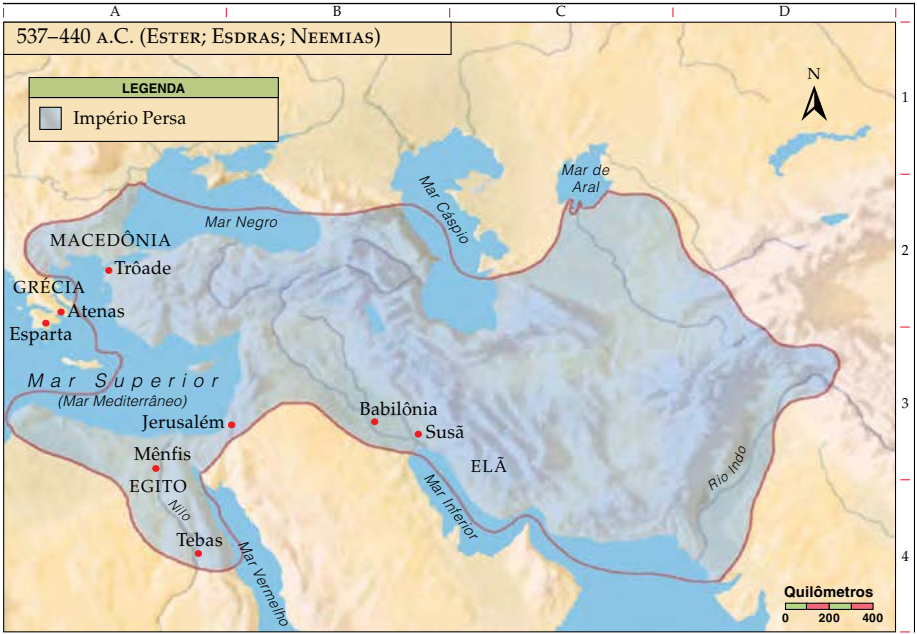 A
B
C
D
537–440 A.C. (ESTER; ESDRAS; NEEMIAS)
LEGENDA
Império Persa
N
1
Mar de
Aral
Mar Cáspio
Mar Negro
MACEDÔNIA
2
Trôade
GRÉCIA
Atenas
Esparta
Mar Superior
(Mar Mediterrâneo)
3
Babilônia
Jerusalém
Susã
Mênfis
ELÃ
Rio Indo
EGITO
Nilo
Mar Inferior
Tebas
Mar Vermelho
4
Quilômetros
0 200 400